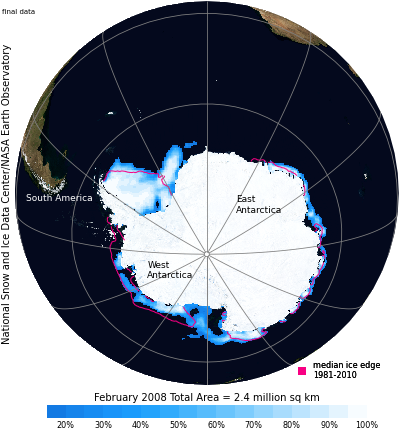 final data
National Snow and Ice Data Center/NASA Earth Observatory
South America
East
Antarctica
West
Antarctica
median ice edge
1981-2010
February 2008 Total Area = 2.4 million sq km
20% 30% 40% 50% 60% 70% 80% 90% 100%